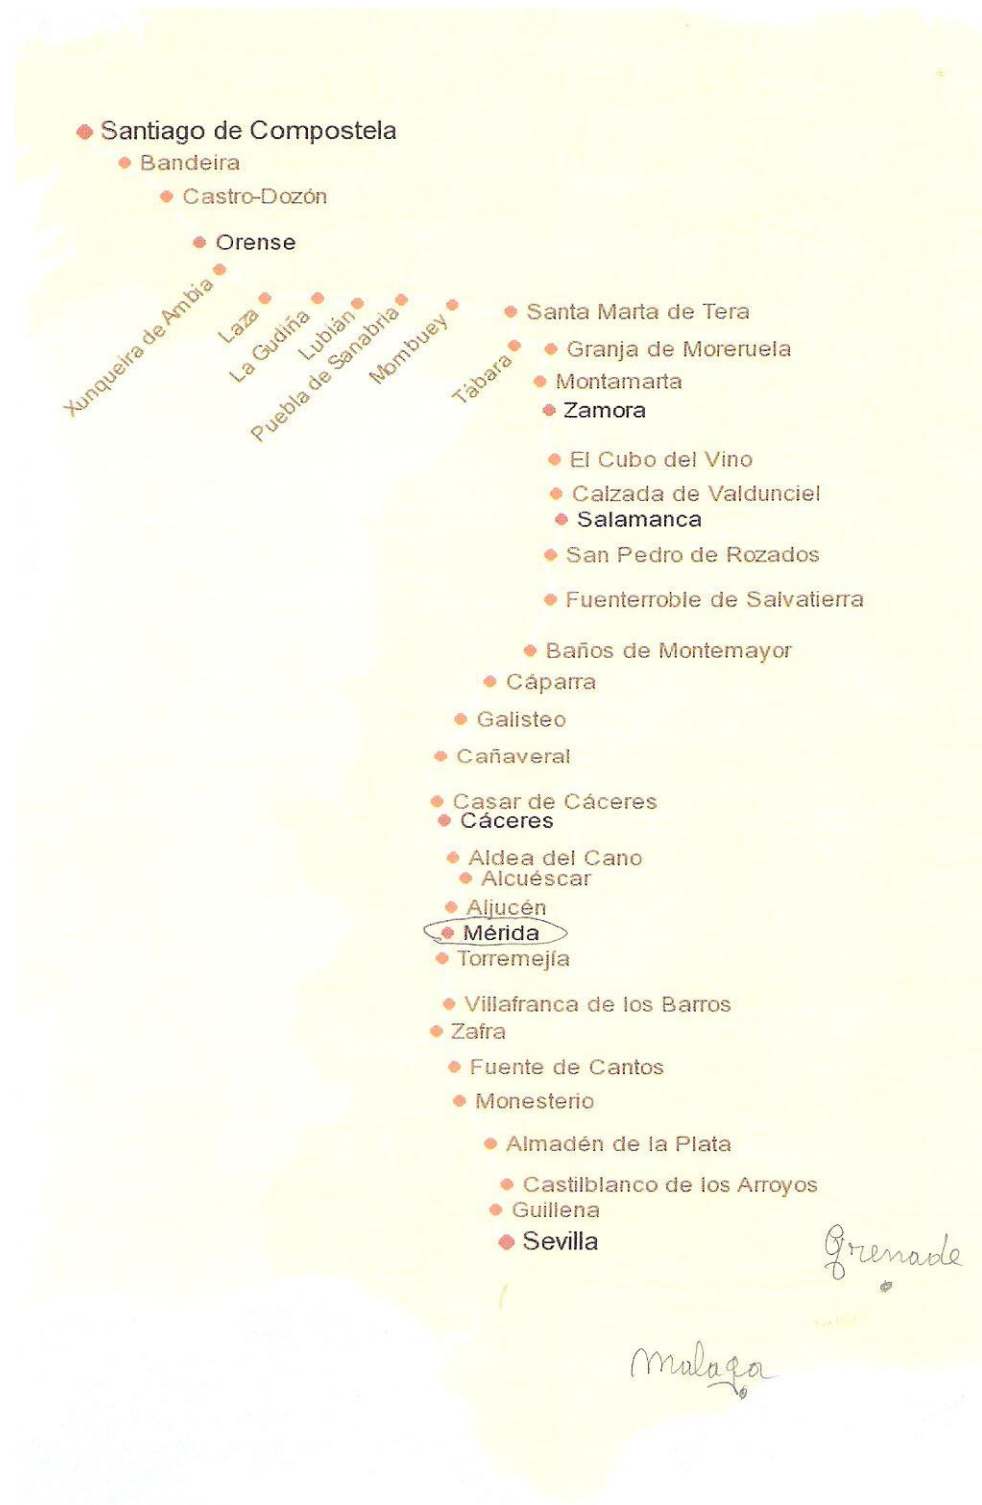 Santiago de Compostela
Bandeira
Castro-Dozón
Orense
Xunqueira de Ambia
Laza
La Gudiña
Lubián
Puebla de Sanabria
Mombuey
Santa Marta de Tera
Tábara
Granja de Moreruela
Montamarta
Zamora
El Cubo del Vino
Calzada de Valdunciel
Salamanca
San Pedro de Rozados
Fuenterroble de Salvatierra
Baños de Montemayor
Cáparra
Galisteo
Cañaveral
Casar de Cáceres
Cáceres
Aldea del Cano
Alcuéscar
Aljucén
Mérida
Torremejía
Villafranca de los Barros
Zafra
Fuente de Cantos
Monesterio
Almadén de la Plata
Castilblanco de los Arroyos
Guillena
Sevilla
Grenade
Malaga